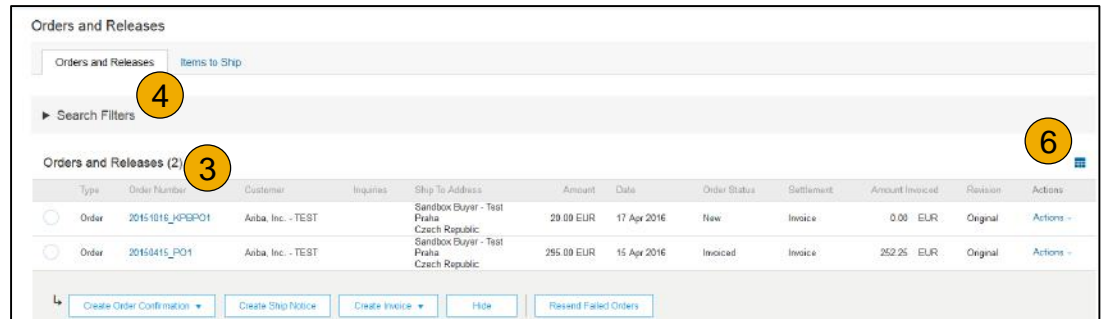 Orders and Releases
Orders and Releases Items to Ship
4
► Search Filters
6
Orders and Releases (2) 3
Type Order Number Customer Inquiries Ship To Address Amount Date Order Status Settlement Amount Invoiced Revision Actions
Sandbox Buyer - Test
Order 20151016_KPBPO1 Ariba, Inc. - TEST Praha 29.00 EUR 17 Apr 2016 New Invoice 0.00 EUR Original Actions
Czech Republic
Sandbox Buyer - Test
Order 20150415_PO1 Ariba, Inc. - TEST Praha 295.00 EUR 15 Apr 2016 Invoiced Invoice 252.25 EUR Original Actions
Czech Republic
Create Order Confirmation Create Ship Notice Create Invoice Hide Resend Failed Orders